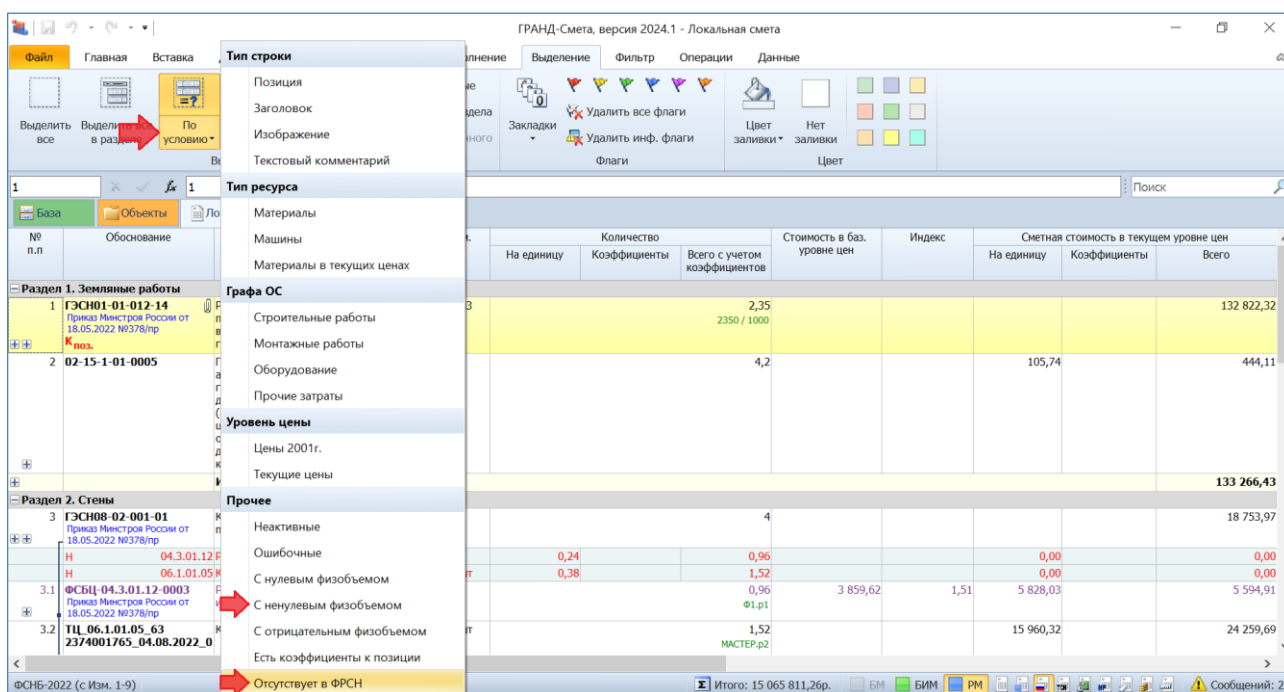 ГРАНД-Смета, версия 2024.1 - Локальная смета
Файл Главная Вставка Выделение Фильтр Операции Данные
Выделить все
Выделить все в разделе
По условию
Закладки
Удалить все флаги
Удалить инф. флаги
Флаги
Цвет заливки
Нет заливки
Цвет
Тип строки
Позиция
Заголовок
Изображение
Текстовый комментарий
Тип ресурса
Материалы
Машины
Материалы в текущих ценах
Графа ОС
Строительные работы
Монтажные работы
Оборудование
Прочие затраты
Уровень цены
Цены 2001г.
Текущие цены
Прочее
Неактивные
Ошибочные
С нулевым физобъемом
С ненулевым физобъемом
С отрицательным физобъемом
Есть коэффициенты к позиции
Отсутствует в ФРСН
1 fx 1 Поиск
База Объекты
№ п.п Обоснование Количество Стоимость в баз. уровне цен Индекс Сметная стоимость в текущем уровне цен
На единицу Коэффициенты Всего с учетом коэффициентов На единицу Коэффициенты Всего
Раздел 1. Земляные работы
1 ГЭСН01-01-012-14 2,35 132 822,32
Приказ Минстроя России от 2350 / 1000
18.05.2022 №378/пр
К поз.
2 02-15-1-01-0005 4,2 105,74 444,11
133 266,43
Раздел 2. Стены
3 ГЭСН08-02-001-01 4 18 753,97
Приказ Минстроя России от
18.05.2022 №378/пр
Н 04.3.01.12 0,24 0,96 0,00 0,00
Н 06.1.01.05 0,38 1,52 0,00 0,00
3.1 ФСБЦ-04.3.01.12-0003 0,96 3 859,62 1,51 5 828,03 5 594,91
Приказ Минстроя России от Ф1.р1
18.05.2022 №378/пр
3.2 ТЦ_06.1.01.05_63 1,52 15 960,32 24 259,69
2374001765_04.08.2022_0 МАСТЕР.р2
ФСНБ-2022 (с Изм. 1-9) Итого: 15 065 811,26р. БМ БИМ РМ Сообщений: 2